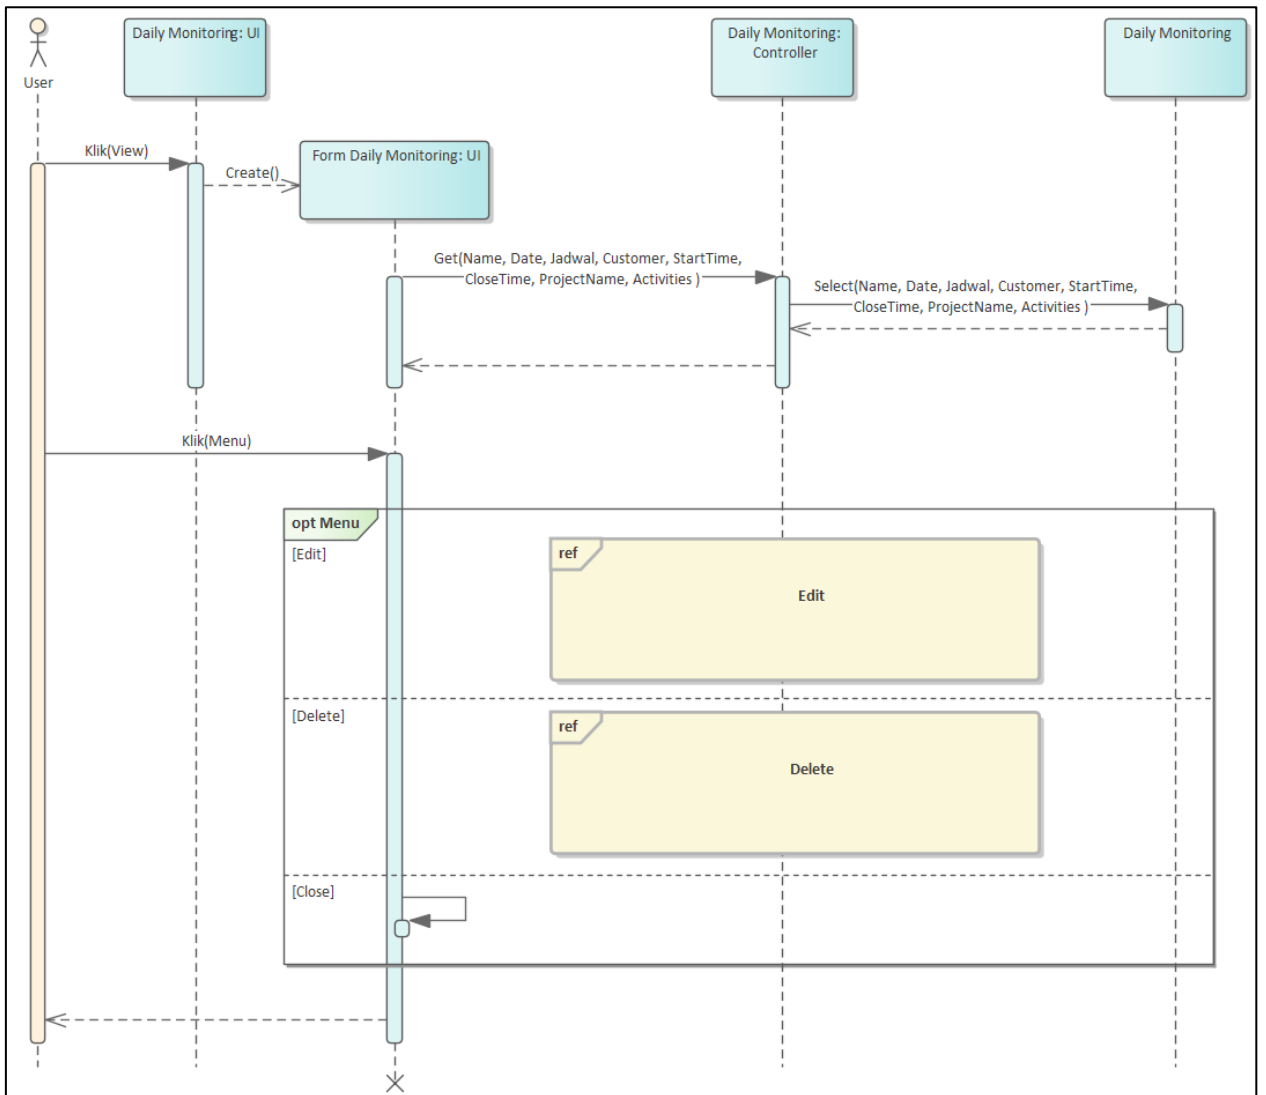 Daily Monitoring: UI
Daily Monitoring:
Controller
Daily Monitoring
User
Klik(View)
Create()
Form Daily Monitoring: UI
Get(Name, Date, Jadwal, Customer, StartTime,
CloseTime, ProjectName, Activities )
Select(Name, Date, Jadwal, Customer, StartTime,
CloseTime, ProjectName, Activities )
Klik(Menu)
opt Menu
[Edit]
ref
Edit
[Delete]
ref
Delete
[Close]